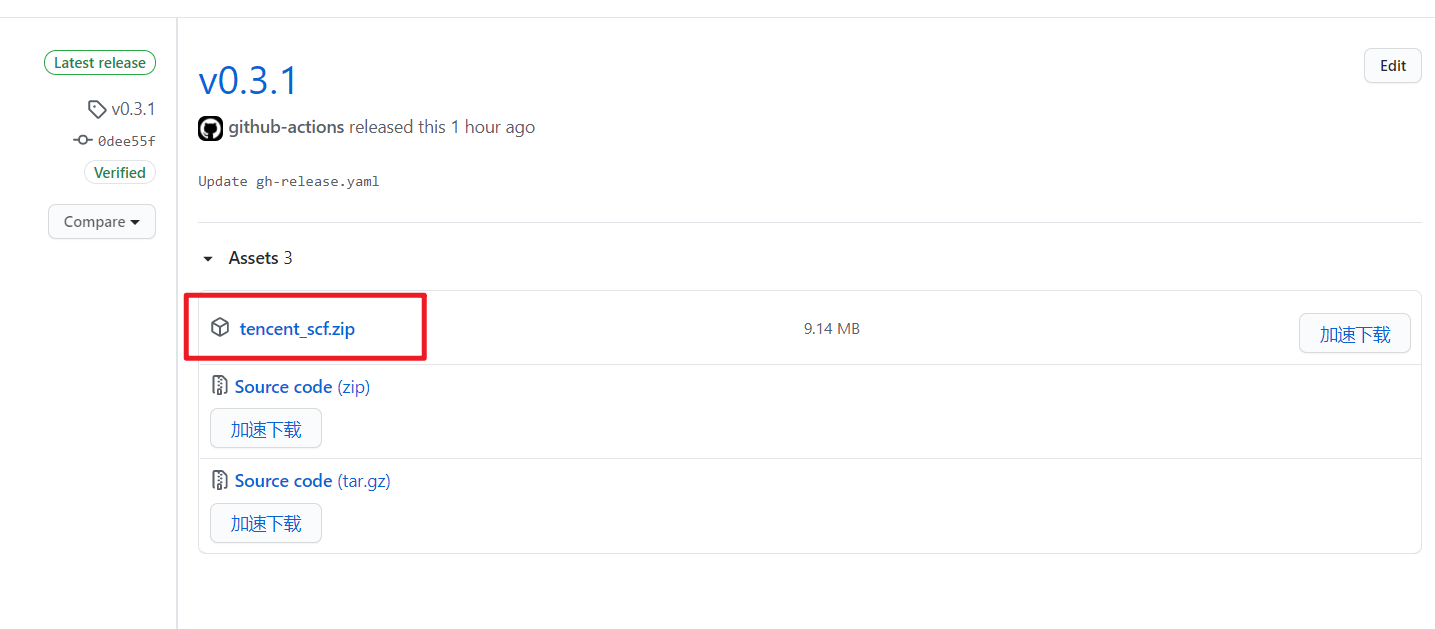 Latest release
v0.3.1
0dee55f
Verified
Compare
v0.3.1
Edit
github-actions released this 1 hour ago
Update gh-release.yaml
Assets 3
tencent_scf.zip
9.14 MB
加速下载
Source code (zip)
加速下载
Source code (tar.gz)
加速下载